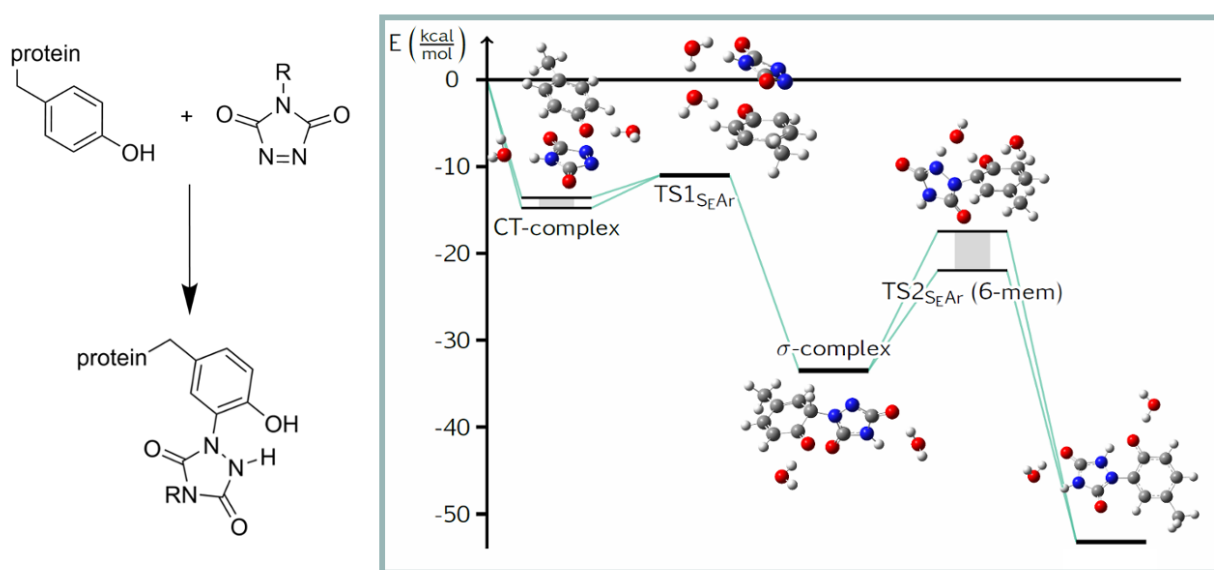 protein
OH
+
R
N
O
O
N=N
protein
OH
N
O
N-H
RN
O
E (kcal/mol)
0
-10
-20
-30
-40
-50
CT-complex
TS1SEAr
σ-complex
TS2SEAr (6-mem)